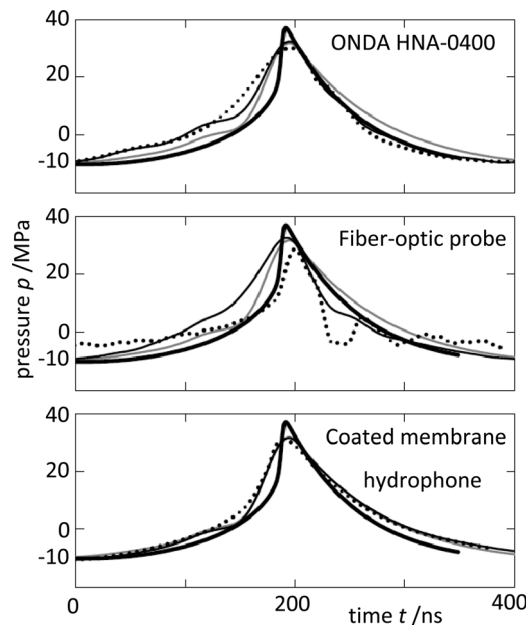 40
ONDA HNA-0400
20
0
-10
40
Fiber-optic probe
20
0
-10
pressure p /MPa
40
Coated membrane
hydrophone
20
0
-10
0
200
400
time t /ns